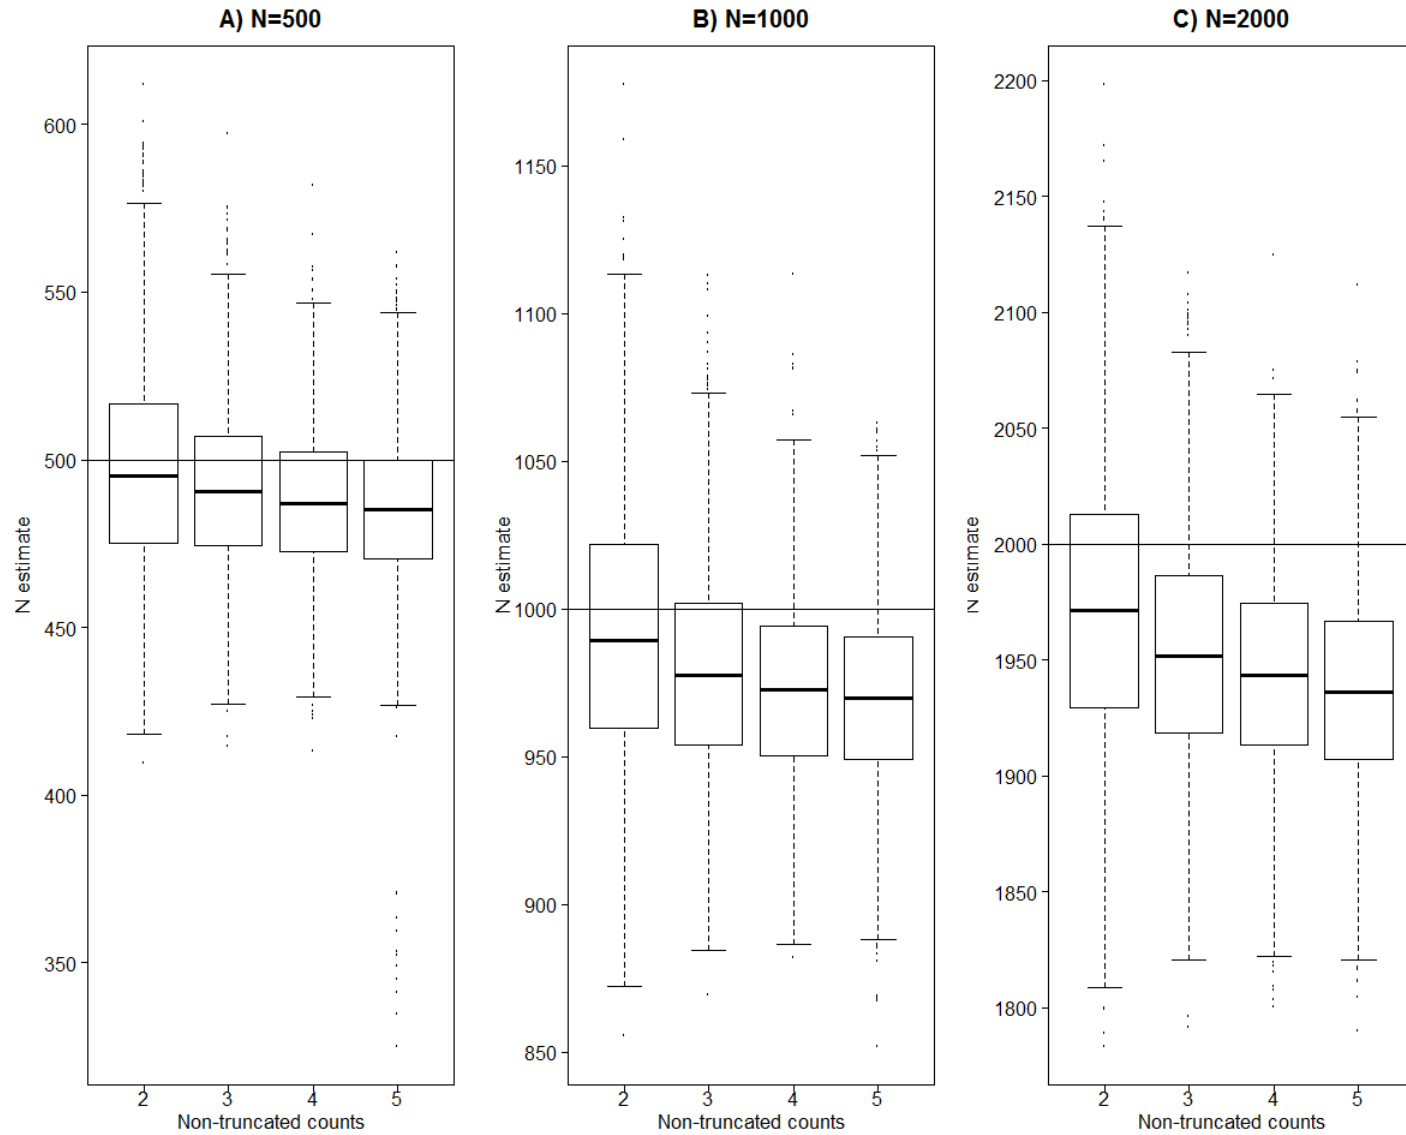 A) N=500
600
550
500
450
400
350
N estimate
2 3 4 5
Non-truncated counts
B) N=1000
1150
1100
1050
1000
950
900
850
N estimate
2 3 4 5
Non-truncated counts
C) N=2000
2200
2150
2100
2050
2000
1950
1900
1850
1800
N estimate
2 3 4 5
Non-truncated counts